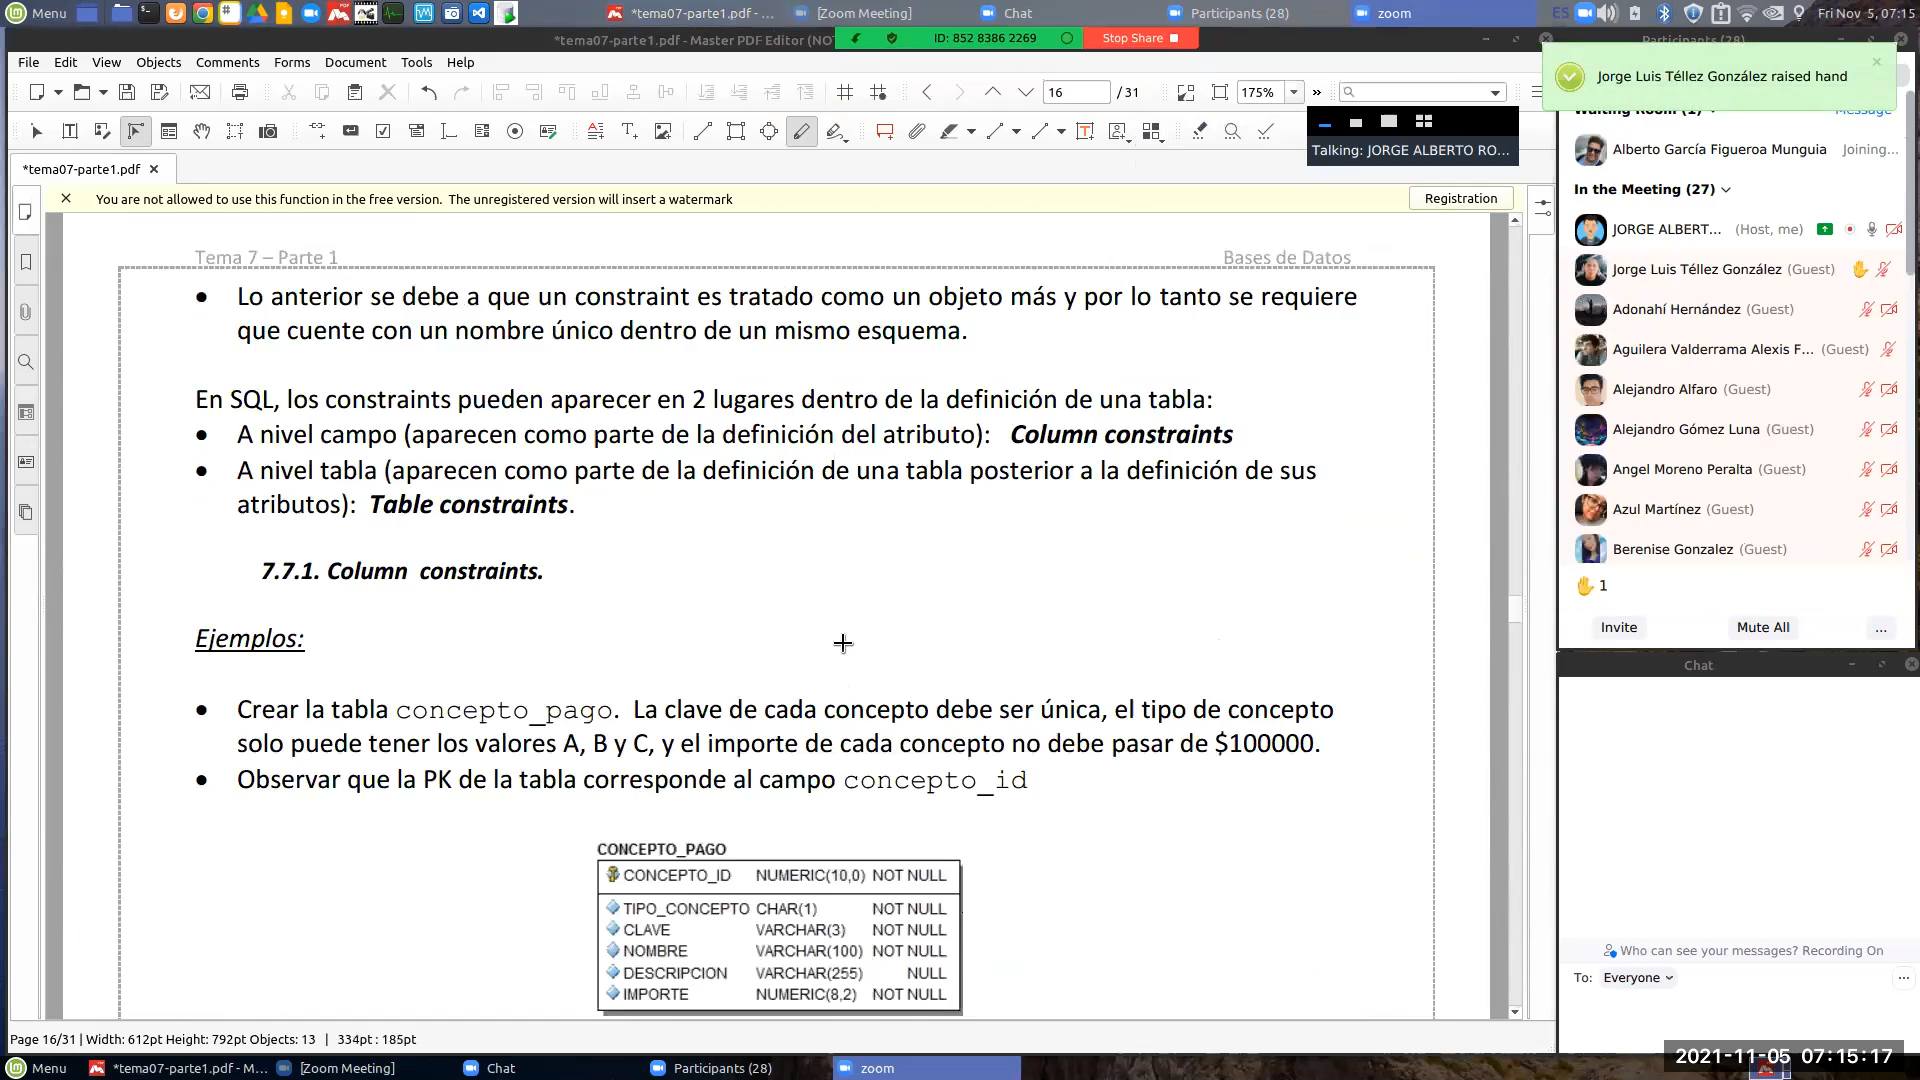 Menu
*tema07-parte1.pdf - ...
[Zoom Meeting]
Chat
Participants (28)
zoom
ES
Fri Nov 5, 07:15
*tema07-parte1.pdf - Master PDF Editor (NO
ID: 852 8386 2269
Stop Share
Participants (28)
File Edit View Objects Comments Forms Document Tools Help
Jorge Luis Téllez González raised hand
16 / 31
175%
»
Talking: JORGE ALBERTO RO...
*tema07-parte1.pdf
You are not allowed to use this function in the free version. The unregistered version will insert a watermark
Registration
Tema 7 – Parte 1
Bases de Datos
• Lo anterior se debe a que un constraint es tratado como un objeto más y por lo tanto se requiere
que cuente con un nombre único dentro de un mismo esquema.
En SQL, los constraints pueden aparecer en 2 lugares dentro de la definición de una tabla:
• A nivel campo (aparecen como parte de la definición del atributo): Column constraints
• A nivel tabla (aparecen como parte de la definición de una tabla posterior a la definición de sus
atributos): Table constraints.
7.7.1. Column constraints.
Ejemplos:
• Crear la tabla concepto_pago. La clave de cada concepto debe ser única, el tipo de concepto
solo puede tener los valores A, B y C, y el importe de cada concepto no debe pasar de $100000.
• Observar que la PK de la tabla corresponde al campo concepto_id
CONCEPTO_PAGO
CONCEPTO_ID NUMERIC(10,0) NOT NULL
TIPO_CONCEPTO CHAR(1) NOT NULL
CLAVE VARCHAR(3) NOT NULL
NOMBRE VARCHAR(100) NOT NULL
DESCRIPCION VARCHAR(255) NULL
IMPORTE NUMERIC(8,2) NOT NULL
Page 16/31 | Width: 612pt Height: 792pt Objects: 13 | 334pt : 185pt
Waiting Room (1)
Message
Alberto García Figueroa Munguia Joining...
In the Meeting (27)
JORGE ALBERT... (Host, me)
Jorge Luis Téllez González (Guest)
Adonahí Hernández (Guest)
Aguilera Valderrama Alexis F... (Guest)
Alejandro Alfaro (Guest)
Alejandro Gómez Luna (Guest)
Angel Moreno Peralta (Guest)
Azul Martínez (Guest)
Berenise Gonzalez (Guest)
1
Invite
Mute All
...
Chat
Who can see your messages? Recording On
To: Everyone
...
Menu
*tema07-parte1.pdf - M...
[Zoom Meeting]
Chat
Participants (28)
zoom
2021-11-05 07:15:17